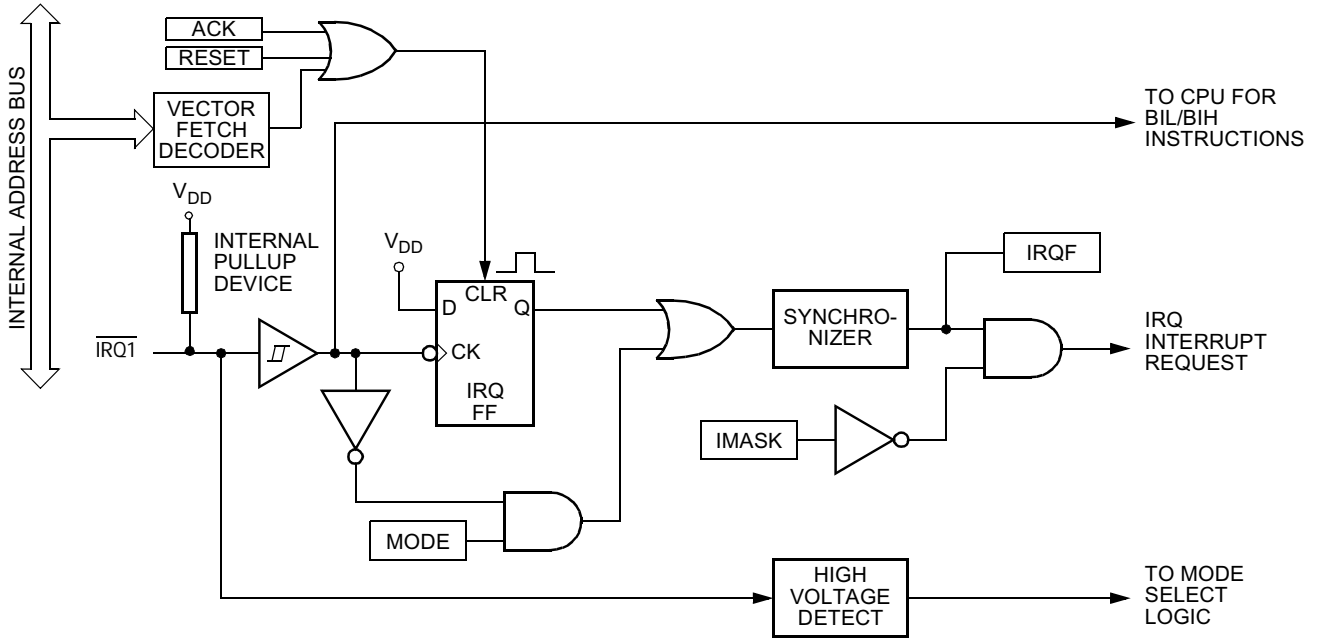 ACK
RESET
VECTOR
FETCH
DECODER
INTERNAL ADDRESS BUS
TO CPU FOR
BIL/BIH
INSTRUCTIONS
VDD
INTERNAL
PULLUP
DEVICE
VDD
CLR
D
Q
CK
IRQ
FF
IRQ1
SYNCHRO-
NIZER
IRQF
IRQ
INTERRUPT
REQUEST
IMASK
MODE
HIGH
VOLTAGE
DETECT
TO MODE
SELECT
LOGIC